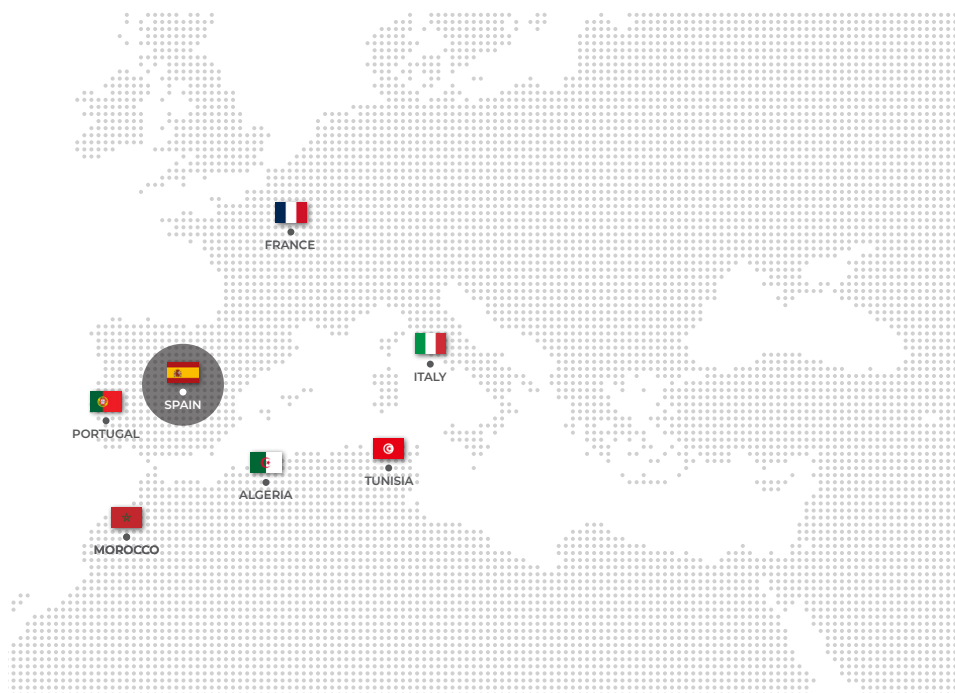 FRANCE
ITALY
SPAIN
PORTUGAL
TUNISIA
ALGERIA
MOROCCO